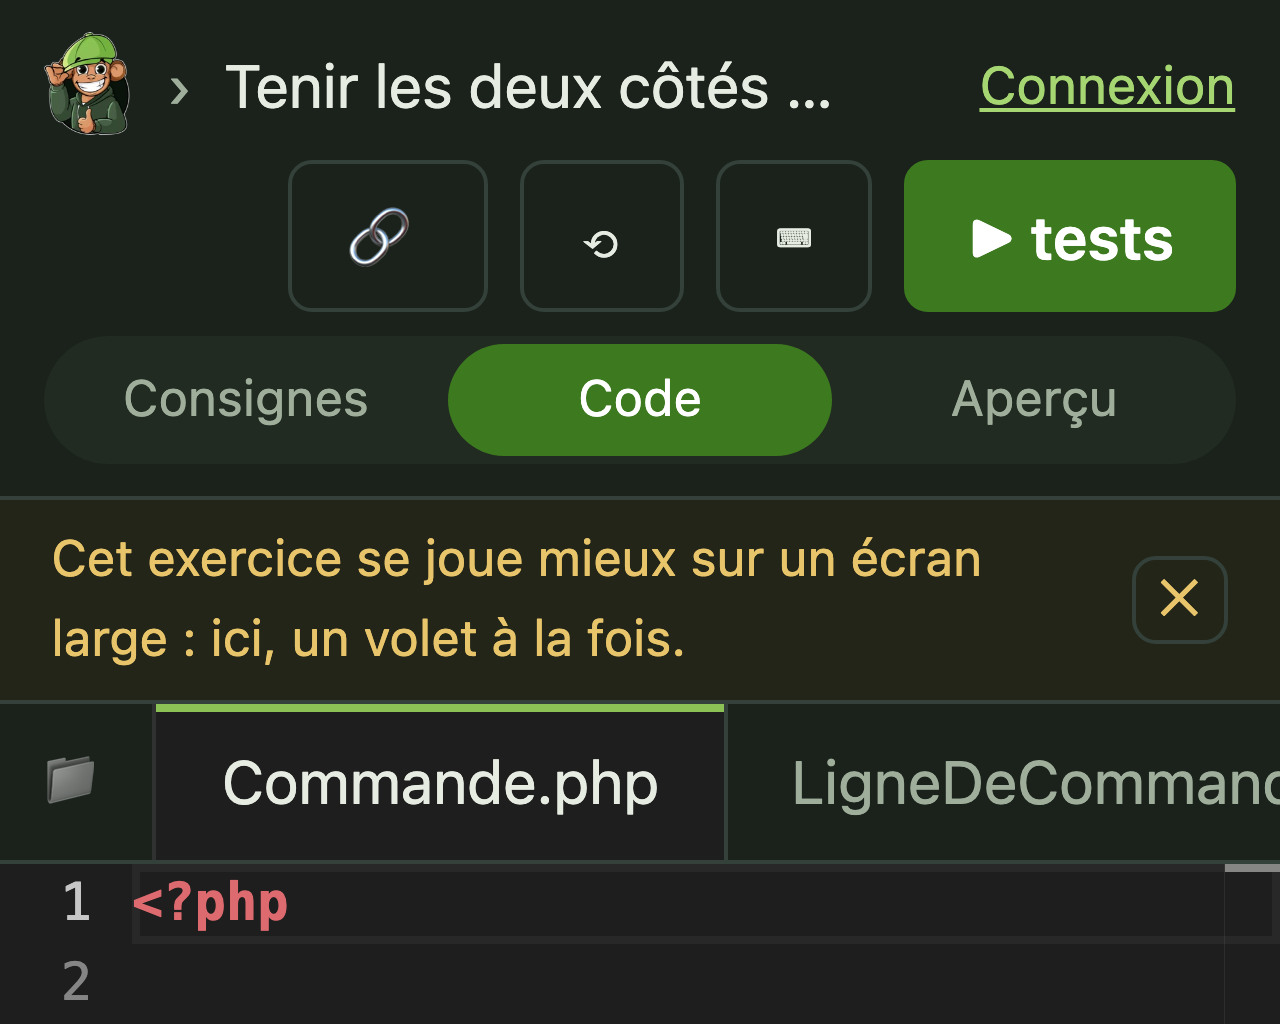 › Tenir les deux côtés ...
Connexion
tests
Consignes
Code
Aperçu
Cet exercice se joue mieux sur un écran
large : ici, un volet à la fois.
Commande.php
LigneDeCommand
1 <?php
2